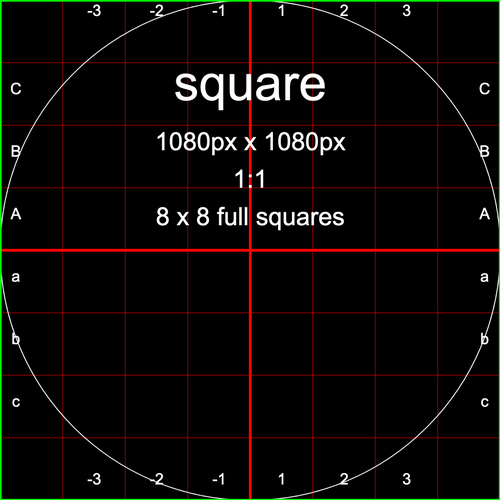 -3 -2 -1 1 2 3
square
C C
1080px x 1080px
B B
1:1
A A
8 x 8 full squares
a a
b b
c c
-3 -2 -1 1 2 3